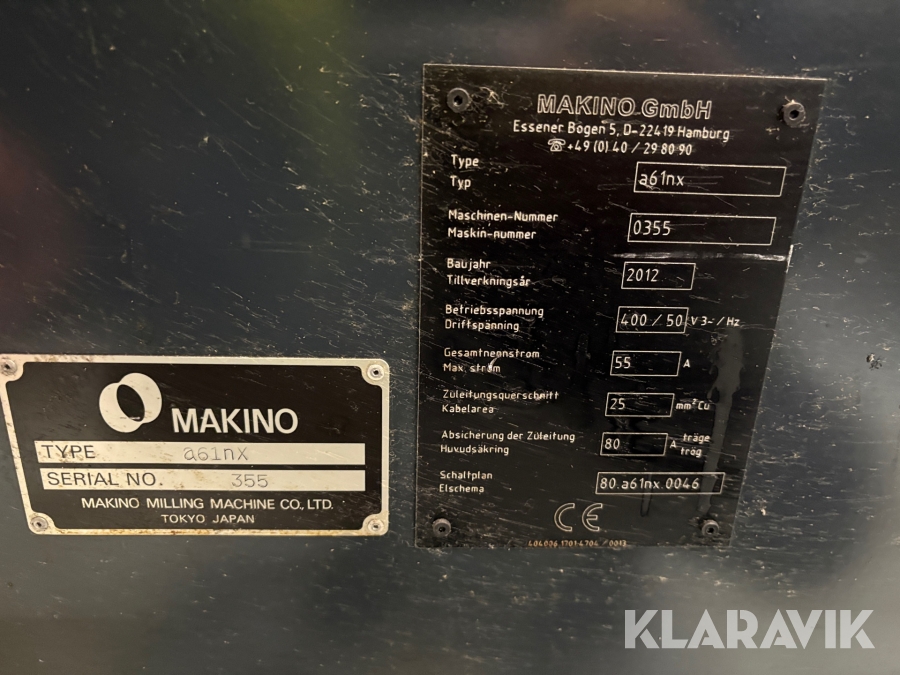 MAKINO GmbH
Essener Bogen 5, D-22419 Hamburg
☏ +49 (0) 40 / 29 80 90
Type
Typ
a61nx
Maschinen-Nummer
Maskin-nummer
0355
Baujahr
Tillverkningsår
2012
Betriebsspannung
Driftspänning
400 / 50 V 3~ / Hz
Gesamtnennstrom
Max. ström
55 A
Zuleitungsquerschnitt
Kabelarea
25 mm² Cu
Absicherung der Zuleitung
Huvudsäkring
80 A träge
trög
Schaltplan
Elschema
80.a61nx.0046
CE
MAKINO
TYPE a61nx
SERIAL NO. 355
MAKINO MILLING MACHINE CO., LTD.
TOKYO JAPAN
KLARAVIK